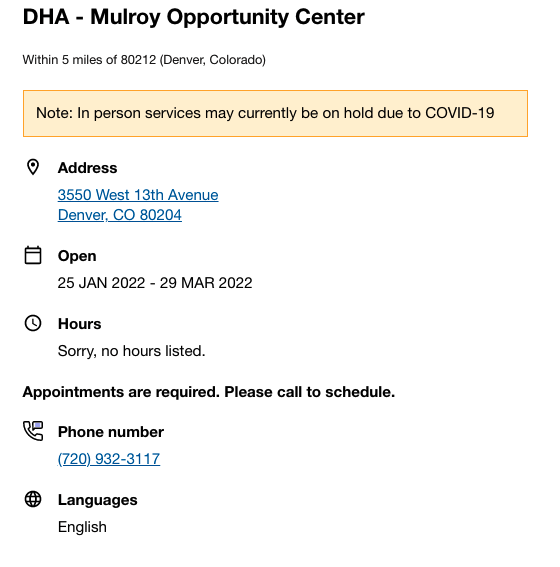 DHA - Mulroy Opportunity Center
Within 5 miles of 80212 (Denver, Colorado)
Note: In person services may currently be on hold due to COVID-19
Address
3550 West 13th Avenue
Denver, CO 80204
Open
25 JAN 2022 - 29 MAR 2022
Hours
Sorry, no hours listed.
Appointments are required. Please call to schedule.
Phone number
(720) 932-3117
Languages
English